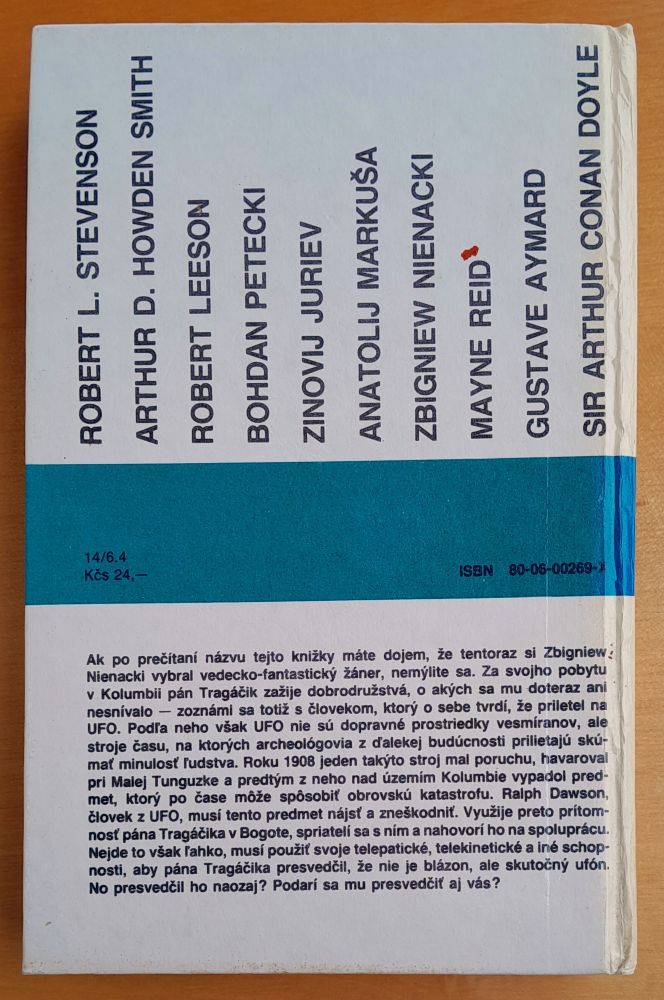 ROBERT L. STEVENSON
ARTHUR D. HOWDEN SMITH
ROBERT LEESON
BOHDAN PETECKI
ZINOVIJ JURIEV
ANATOLIJ MARKUŠA
ZBIGNIEW NIENACKI
MAYNE REID
GUSTAVE AYMARD
SIR ARTHUR CONAN DOYLE
14/6.4
Kčs 24,—
ISBN 80-06-00269-X
Ak po prečítaní názvu tejto knižky máte dojem, že tentoraz si Zbigniew
Nienacki vybral vedecko-fantastický žáner, nemýlite sa. Za svojho pobytu
v Kolumbii pán Tragáčik zažije dobrodružstvá, o akých sa mu doteraz ani
nesnívalo — zoznámi sa totiž s človekom, ktorý o sebe tvrdí, že priletel na
UFO. Podľa neho však UFO nie sú dopravné prostriedky vesmíranov, ale
stroje času, na ktorých archeológovia z ďalekej budúcnosti prilietajú skú-
mať minulosť ľudstva. Roku 1908 jeden takýto stroj mal poruchu, havaroval
pri Malej Tunguzke a predtým z neho nad územím Kolumbie vypadol pred-
met, ktorý po čase môže spôsobiť obrovskú katastrofu. Ralph Dawson,
človek z UFO, musí tento predmet nájsť a zneškodniť. Využije preto prítom-
nosť pána Tragáčika v Bogote, spriatelí sa s ním a nahovorí ho na spoluprácu.
Nejde to však ľahko, musí použiť svoje telepatické, telekinetické a iné schop-
nosti, aby pána Tragáčika presvedčil, že nie je blázon, ale skutočný ufón.
No presvedčil ho naozaj? Podarí sa mu presvedčiť aj vás?